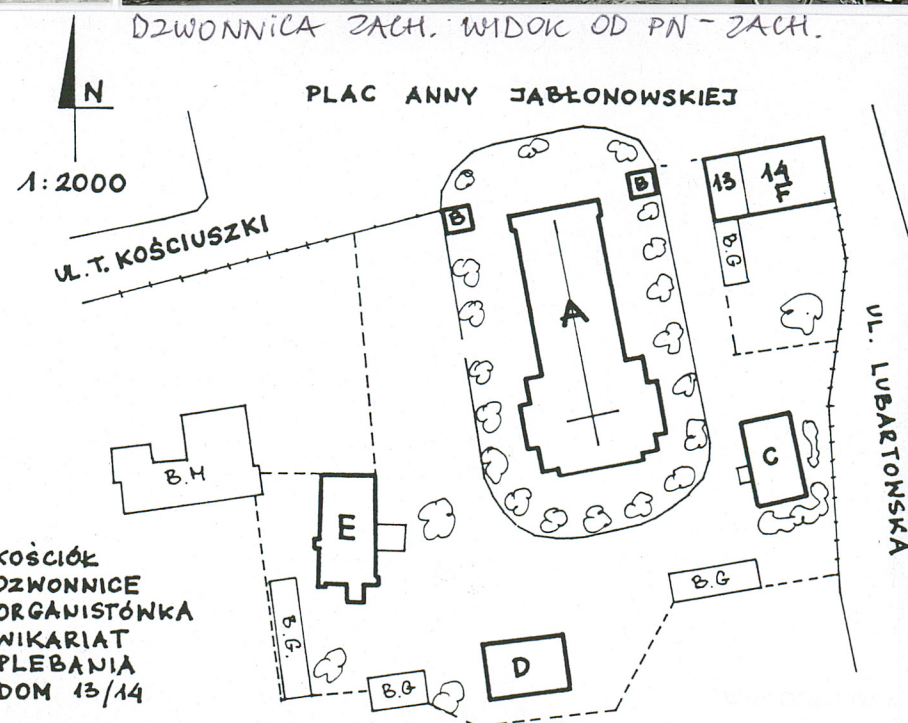 DZWONNICA ZACH. WIDOK OD PN-ZACH.
N
PLAC ANNY JABŁONOWSKIEJ
1:2000
13
14
F
B
B
UL. T. KOŚCIUSZKI
B.G
A
UL. LUBARTOWSKA
C
B.M
E
KOŚCIÓŁ
DZWONNICE
ORGANISTÓWKA
WIKARIAT
PLEBANIA
DOM 13/14
B.G
B.G.
D
B.G